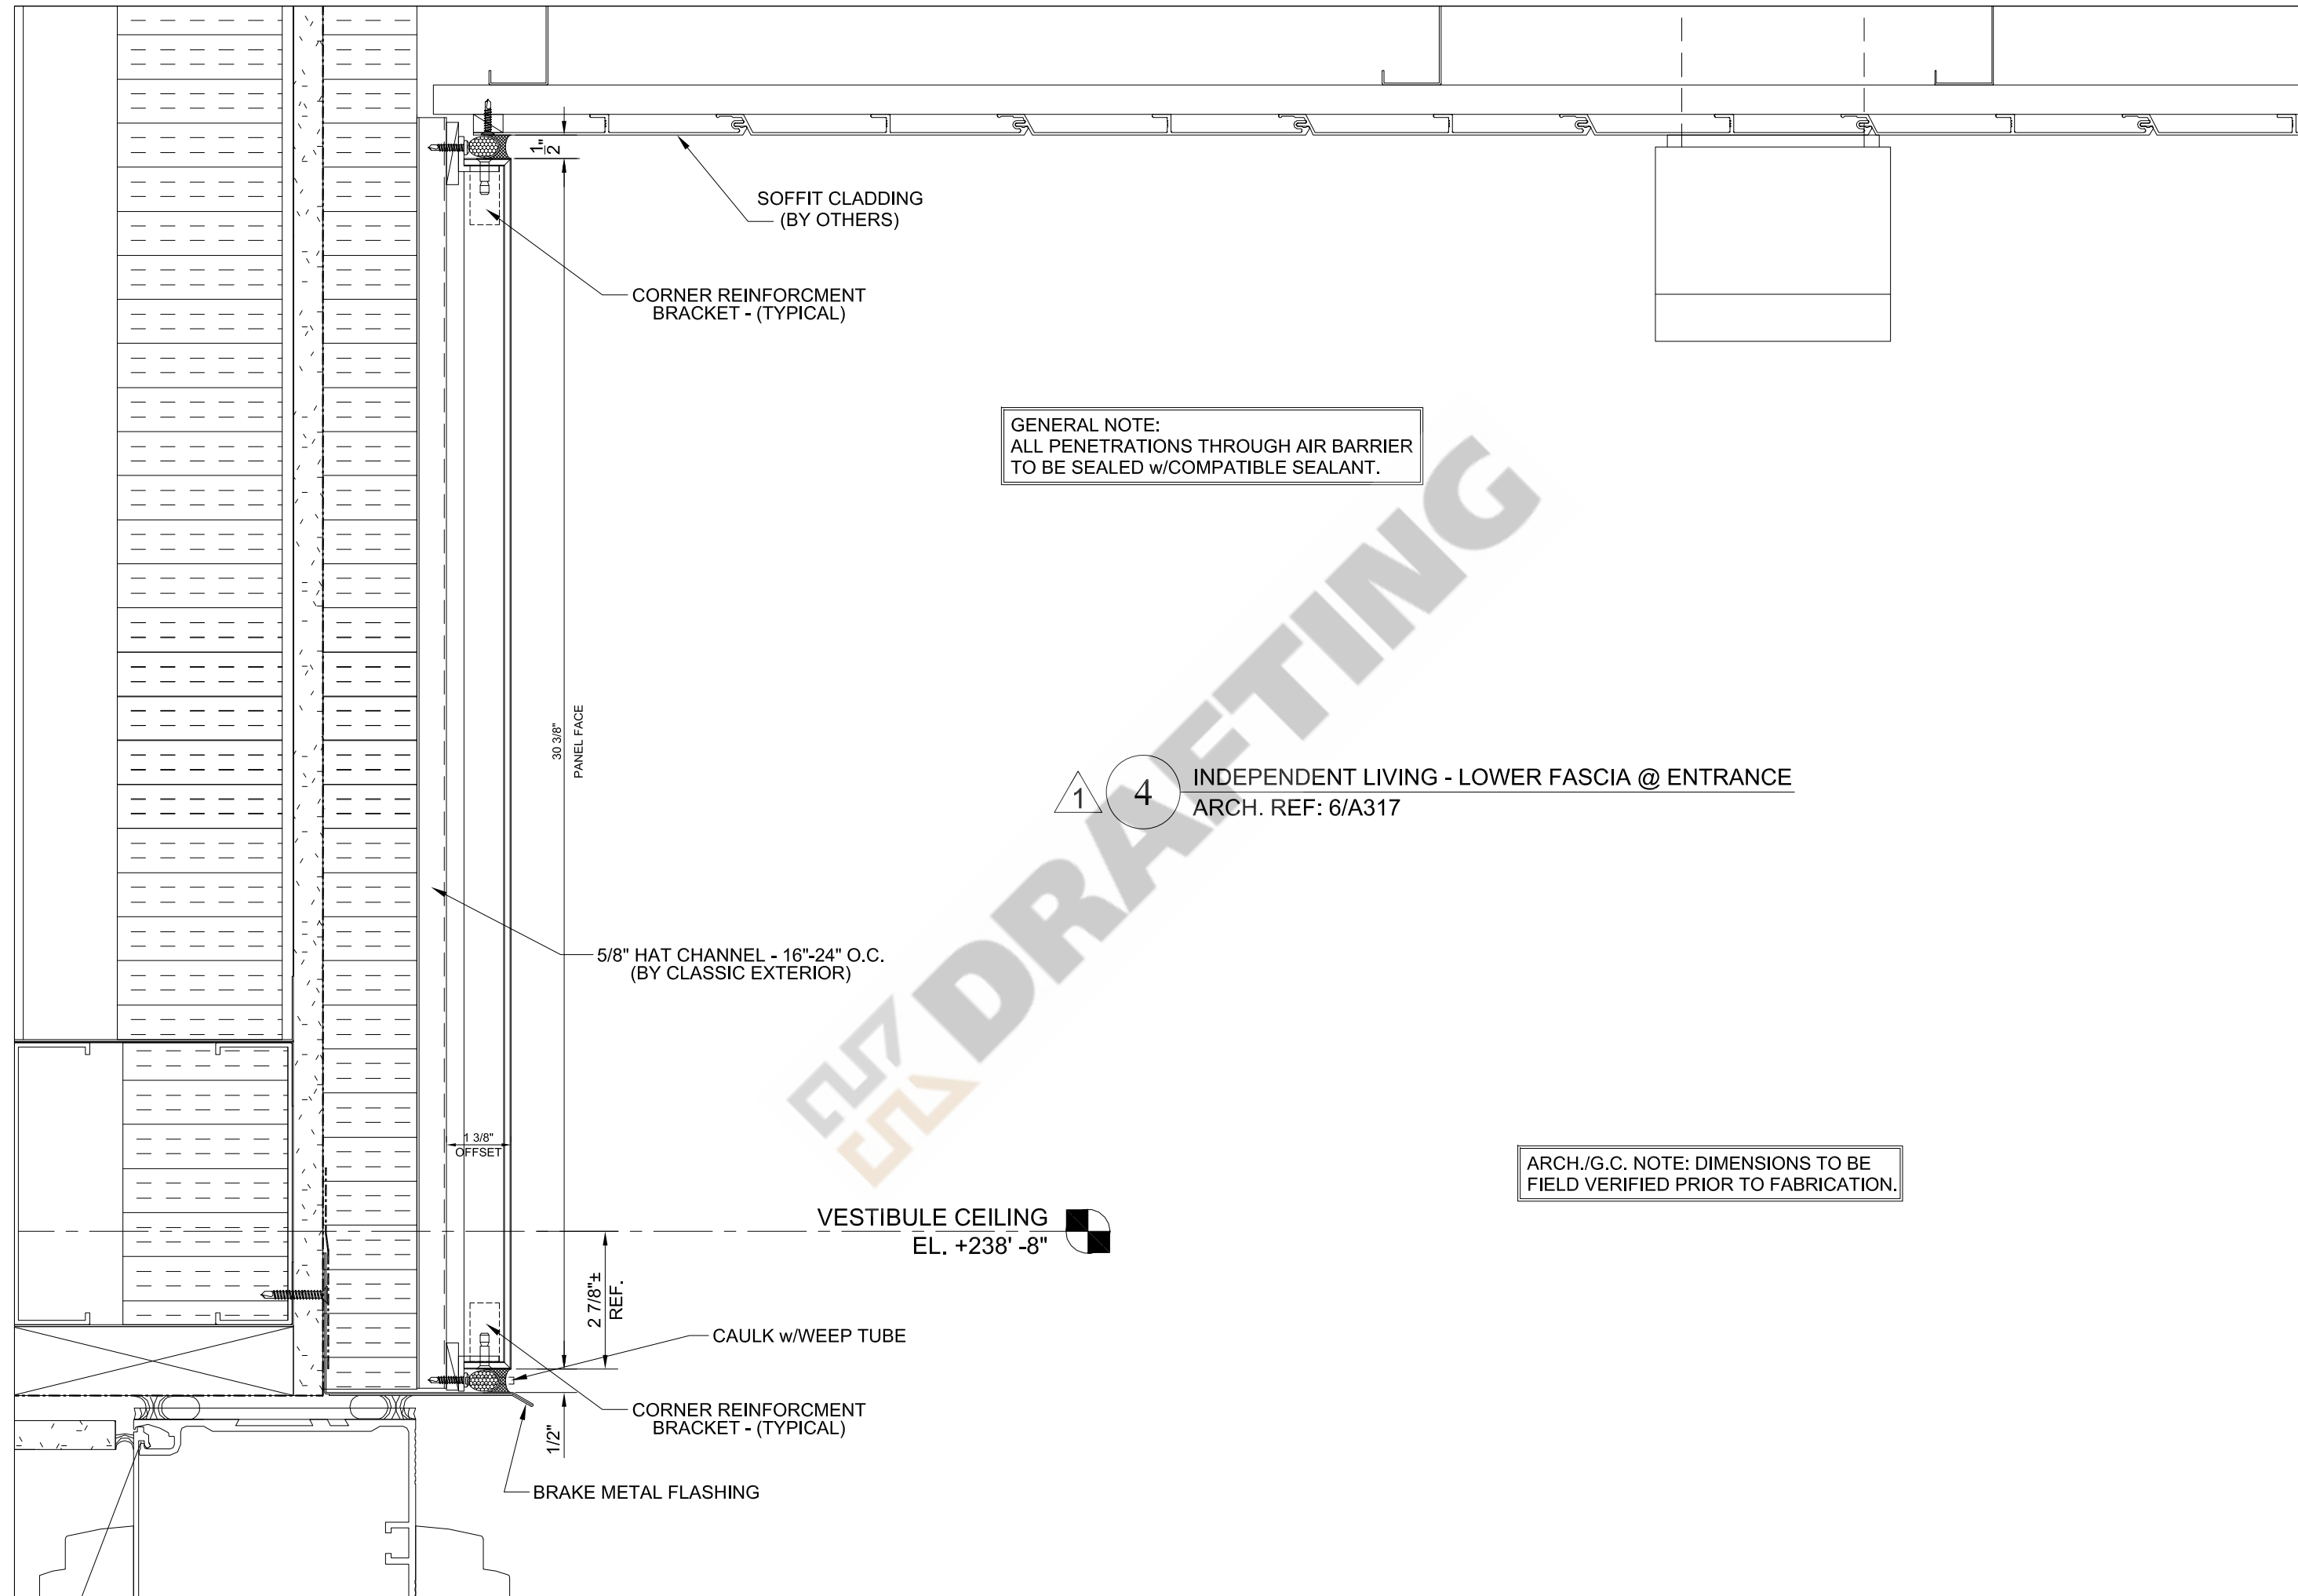 1"
2
SOFFIT CLADDING
(BY OTHERS)
CORNER REINFORCMENT
BRACKET - (TYPICAL)
GENERAL NOTE:
ALL PENETRATIONS THROUGH AIR BARRIER
TO BE SEALED w/COMPATIBLE SEALANT.
30 3/8"
PANEL FACE
1
4
INDEPENDENT LIVING - LOWER FASCIA @ ENTRANCE
ARCH. REF: 6/A317
DRAFTING
5/8" HAT CHANNEL - 16"-24" O.C.
(BY CLASSIC EXTERIOR)
1 3/8"
OFFSET
ARCH./G.C. NOTE: DIMENSIONS TO BE
FIELD VERIFIED PRIOR TO FABRICATION.
VESTIBULE CEILING
EL. +238' -8"
2 7/8"±
REF.
CAULK w/WEEP TUBE
CORNER REINFORCMENT
BRACKET - (TYPICAL)
1/2"
BRAKE METAL FLASHING